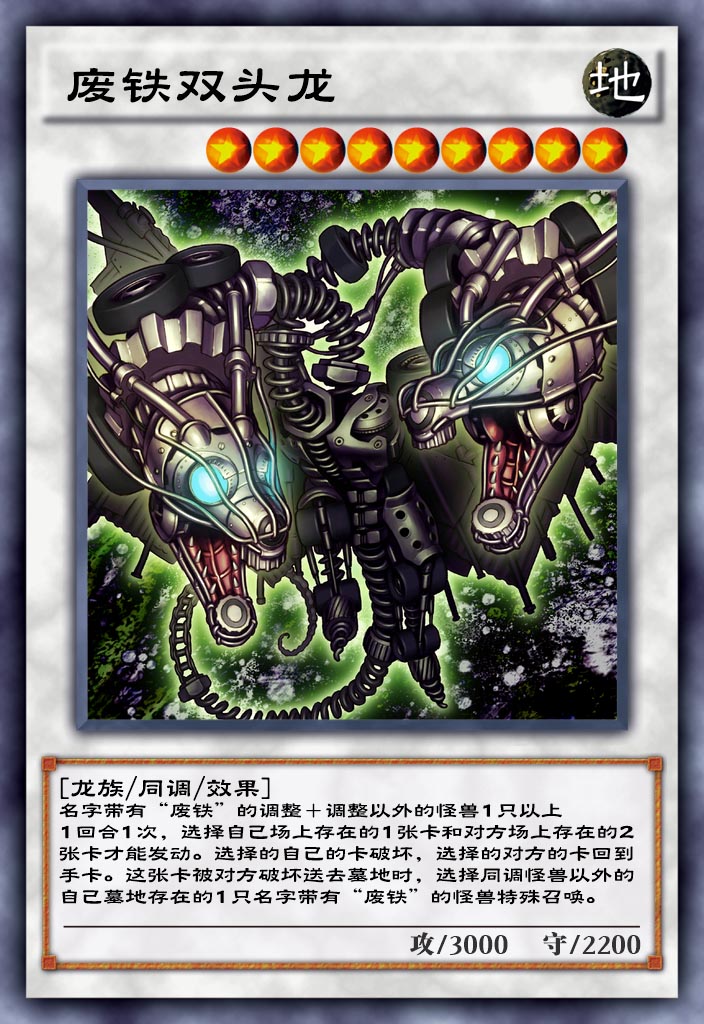 废铁双头龙
地
[龙族/同调/效果]
名字带有“废铁”的调整＋调整以外的怪兽1只以上
1回合1次，选择自己场上存在的1张卡和对方场上存在的2
张卡才能发动。选择的自己的卡破坏，选择的对方的卡回到
手卡。这张卡被对方破坏送去墓地时，选择同调怪兽以外的
自己墓地存在的1只名字带有“废铁”的怪兽特殊召唤。
攻/3000 守/2200